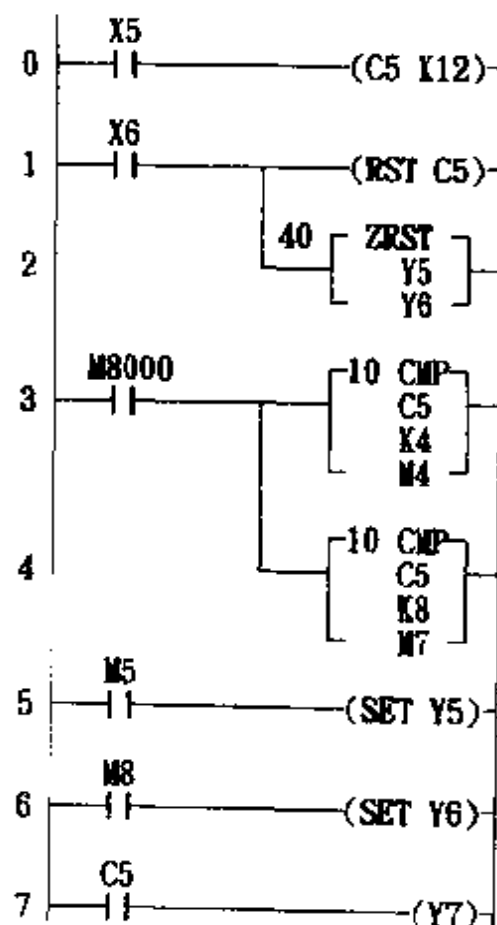 X5
0 (C5 K12)
X6
1 (RST C5)
40 ZRST
2 Y5
Y6
M8000
10 CMP
3 C5
K4
M4
10 CMP
4 C5
K8
M7
M5
5 (SET Y5)
M8
6 (SET Y6)
C5
7 (Y7)